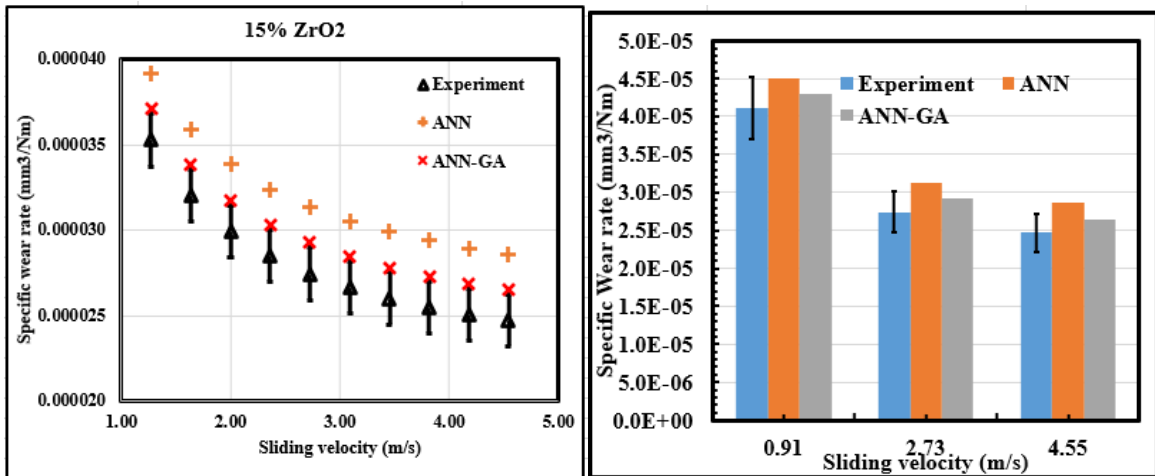 15% ZrO2
Specific wear rate (mm3/Nm)
0.000040
0.000035
0.000030
0.000025
0.000020
Experiment
ANN
ANN-GA
1.00 2.00 3.00 4.00 5.00
Sliding velocity (m/s)
Specific Wear rate (mm3/Nm)
5.0E-05
4.5E-05
4.0E-05
3.5E-05
3.0E-05
2.5E-05
2.0E-05
1.5E-05
1.0E-05
5.0E-06
0.0E+00
Experiment ANN
ANN-GA
0.91 2.73 4.55
Sliding velocity (m/s)